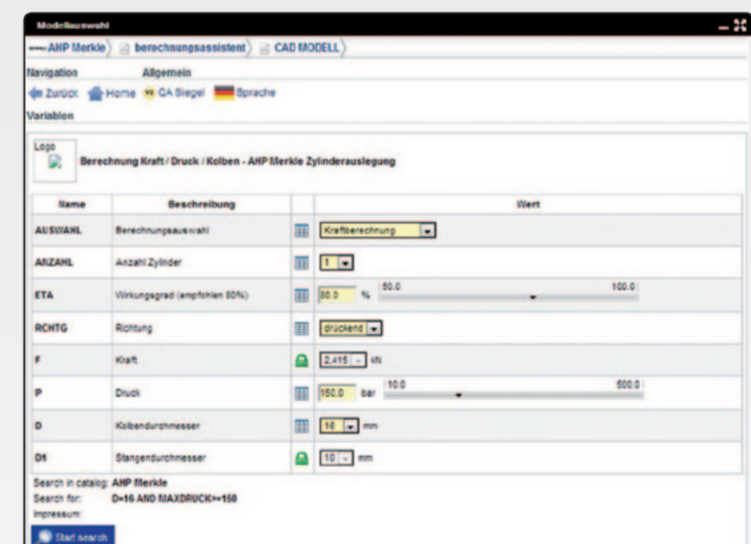 Modellauswahl
AHP Merkle berechnungsassistent CAD MODELL
Navigation Allgemein
Zurück Home QA Siegel Sprache
Variablen
Logo
Berechnung Kraft / Druck / Kolben - AHP Merkle Zylinderauslegung
Name Beschreibung Wert
AUSWAHL Berechnungsauswahl Kraftberechnung
ANZAHL Anzahl Zylinder 1
ETA Wirkungsgrad (empfohlen 80%) 80.0 % 50.0 100.0
RCHTG Richtung drückend
F Kraft 2,415 kN
P Druck 150.0 bar 10.0 500.0
D Kolbendurchmesser 16 mm
D1 Stangendurchmesser 10 mm
Search in catalog: AHP Merkle
Search for: D=16 AND MAXDRUCK>=150
Impressum:
Start search